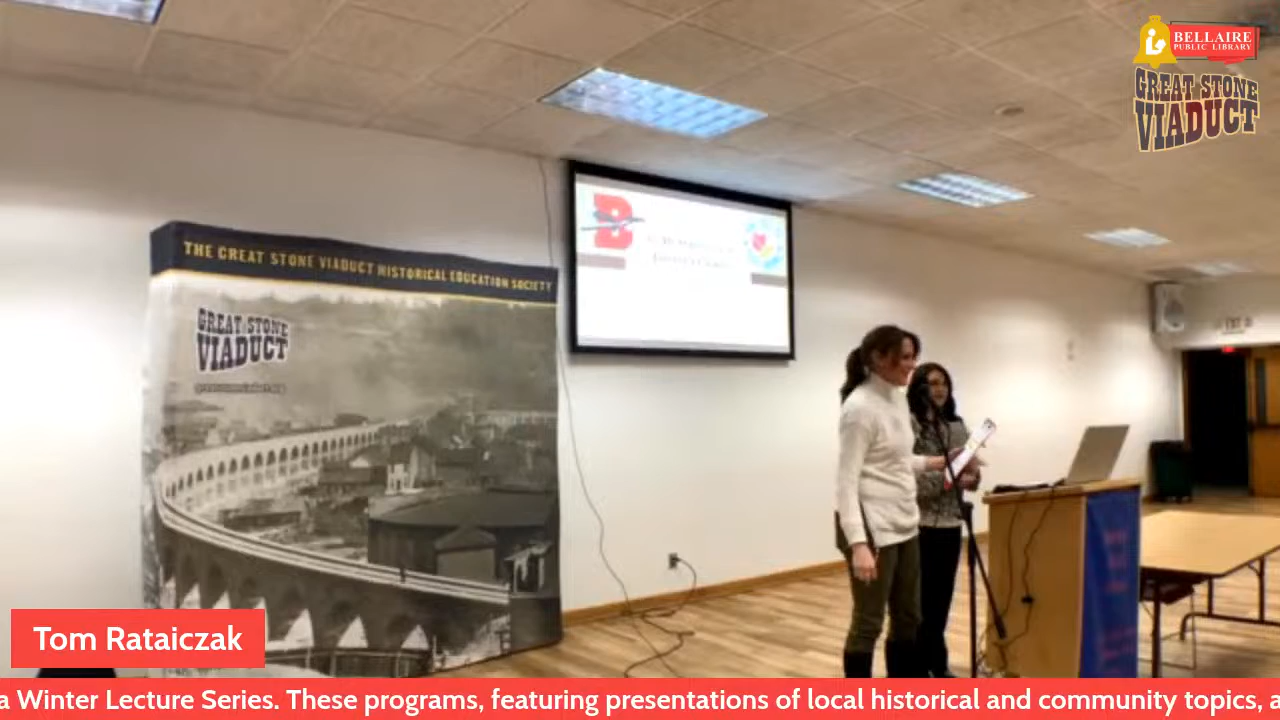 BELLAIRE
PUBLIC LIBRARY
GREAT STONE
VIADUCT
THE GREAT STONE VIADUCT HISTORICAL EDUCATION SOCIETY
GREAT STONE
VIADUCT
B
EXIT
Tom Rataiczak
a Winter Lecture Series. These programs, featuring presentations of local historical and community topics, a